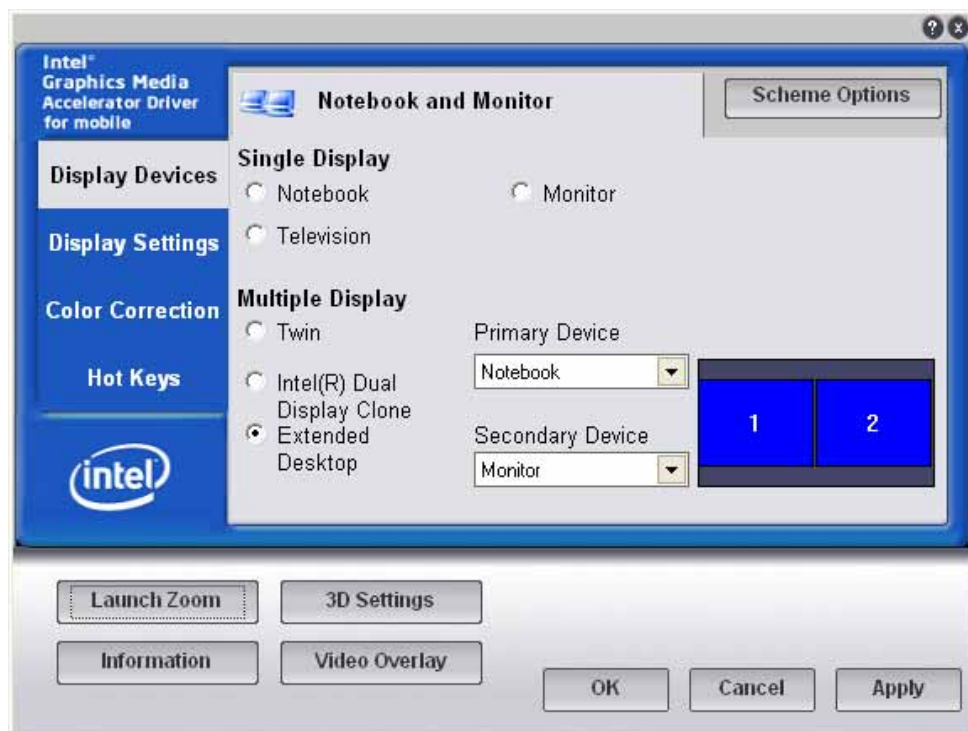 ?
x
Intel®
Graphics Media
Accelerator Driver
for mobile
Notebook and Monitor
Scheme Options
Display Devices
Display Settings
Color Correction
Hot Keys
intel
Single Display
Notebook
Monitor
Television
Multiple Display
Twin
Intel(R) Dual
Display Clone
Extended
Desktop
Primary Device
Notebook
Secondary Device
Monitor
1
2
Launch Zoom
3D Settings
Information
Video Overlay
OK
Cancel
Apply